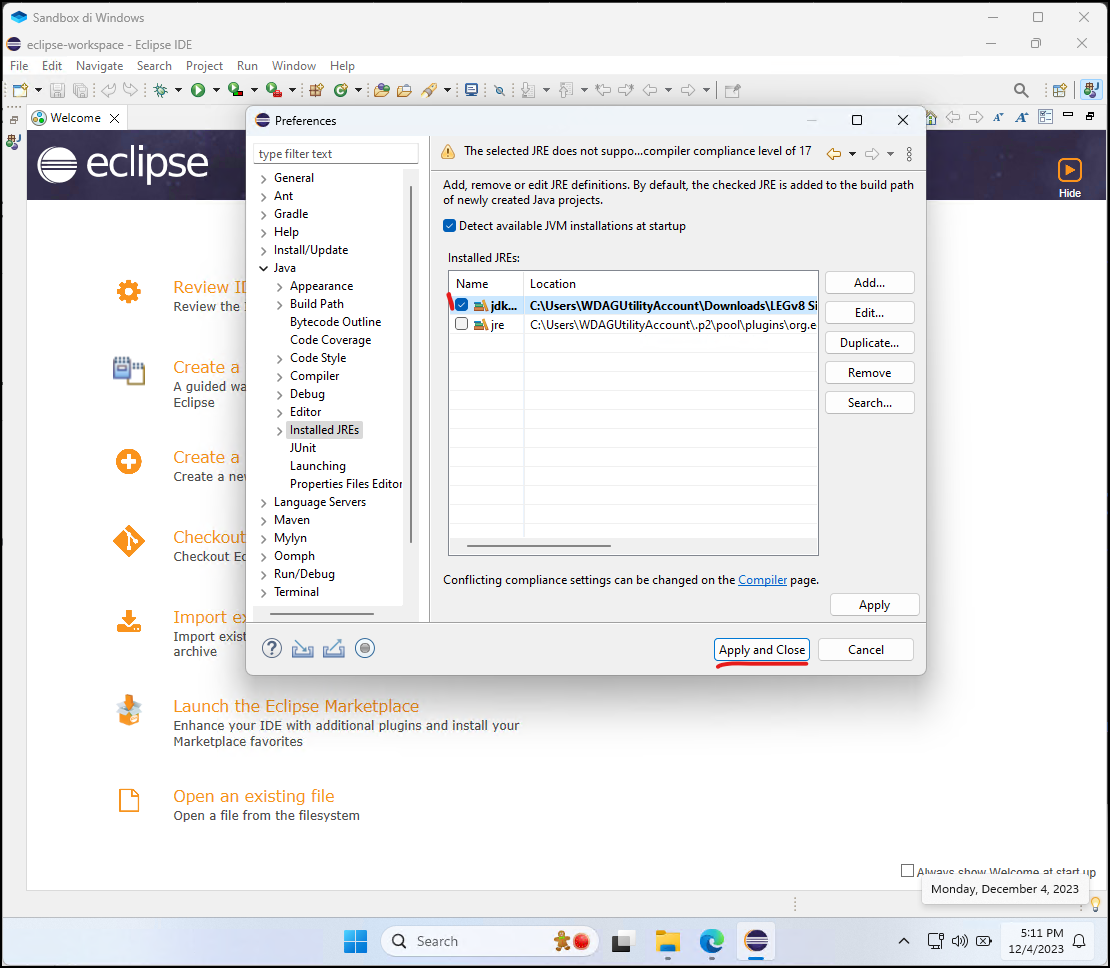 Sandbox di Windows
eclipse-workspace - Eclipse IDE
File Edit Navigate Search Project Run Window Help
Welcome
eclipse
Hide
Review
Review the
Create a
A guided
Eclipse
Create a
Create a
Checkout
Checkout
Import
Import
archive
Launch the Eclipse Marketplace
Enhance your IDE with additional plugins and install your
Marketplace favorites
Open an existing file
Open a file from the filesystem
Preferences
type filter text
General
Ant
Gradle
Help
Install/Update
Java
Appearance
Build Path
Bytecode Outline
Code Coverage
Code Style
Compiler
Debug
Editor
Installed JREs
JUnit
Launching
Properties Files Editor
Language Servers
Maven
Mylyn
Oomph
Run/Debug
Terminal
The selected JRE does not suppo...compiler compliance level of 17
Add, remove or edit JRE definitions. By default, the checked JRE is added to the build path
of newly created Java projects.
Detect available JVM installations at startup
Installed JREs:
Name Location
jdk... C:\Users\WDAGUtilityAccount\Downloads\LEGv8 Si
jre C:\Users\WDAGUtilityAccount\.p2\pool\plugins\org.e
Add...
Edit...
Duplicate...
Remove
Search...
Conflicting compliance settings can be changed on the Compiler page.
Apply
Apply and Close Cancel
Always show Welcome at start up
Monday, December 4, 2023
Search
5:11 PM
12/4/2023